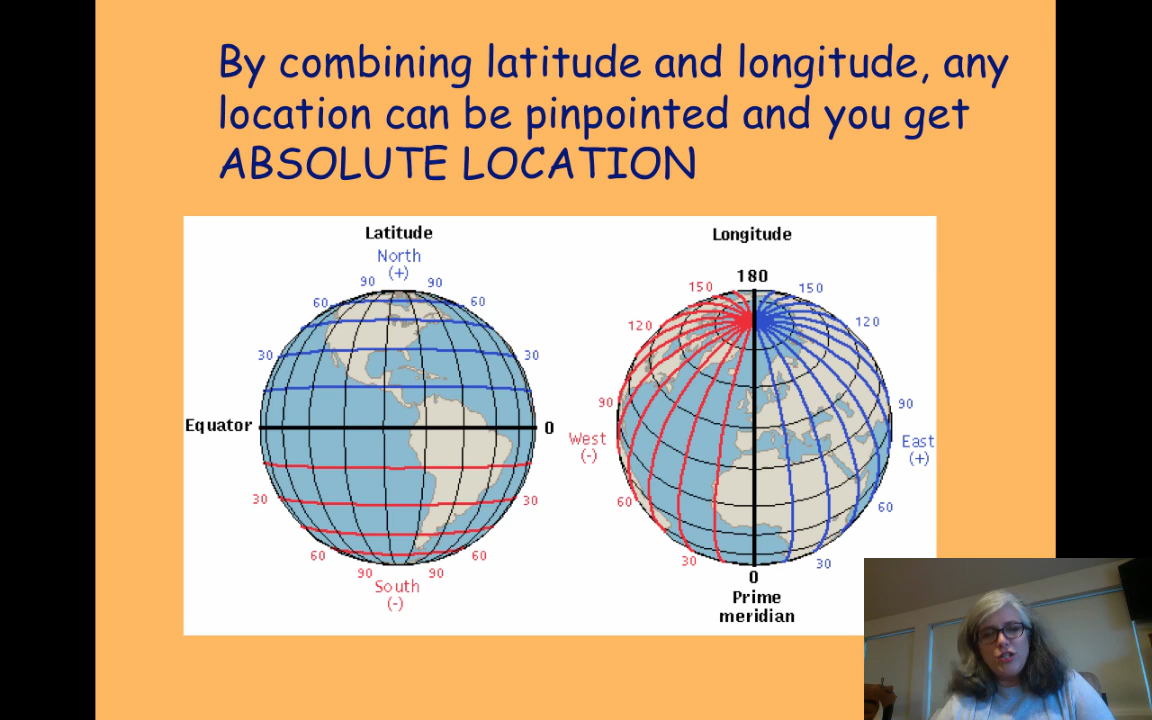 By combining latitude and longitude, any
location can be pinpointed and you get
ABSOLUTE LOCATION
Latitude
North
(+)
90
90
60
60
30
30
Equator
0
30
30
60
60
90
90
South
(-)
Longitude
180
150
150
120
120
90
90
West
(-)
East
(+)
60
60
30
30
0
Prime
meridian